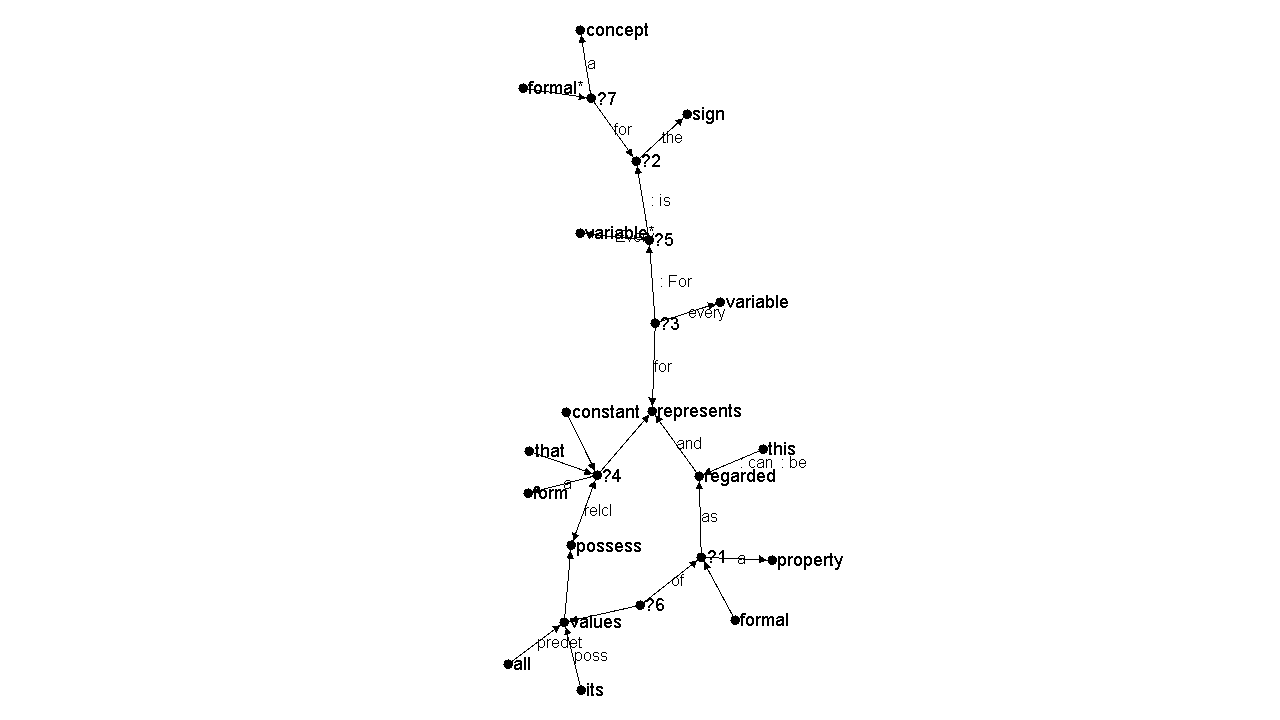 concept
a
formal*
?7
sign
for
the
?2
: is
variable*
Every
?5
: For
variable
every
?3
for
constant
represents
and
that
this
: can : be
?4
regarded
a
form
relcl
as
possess
?1
a
property
of
?6
values
formal
predet
poss
all
its